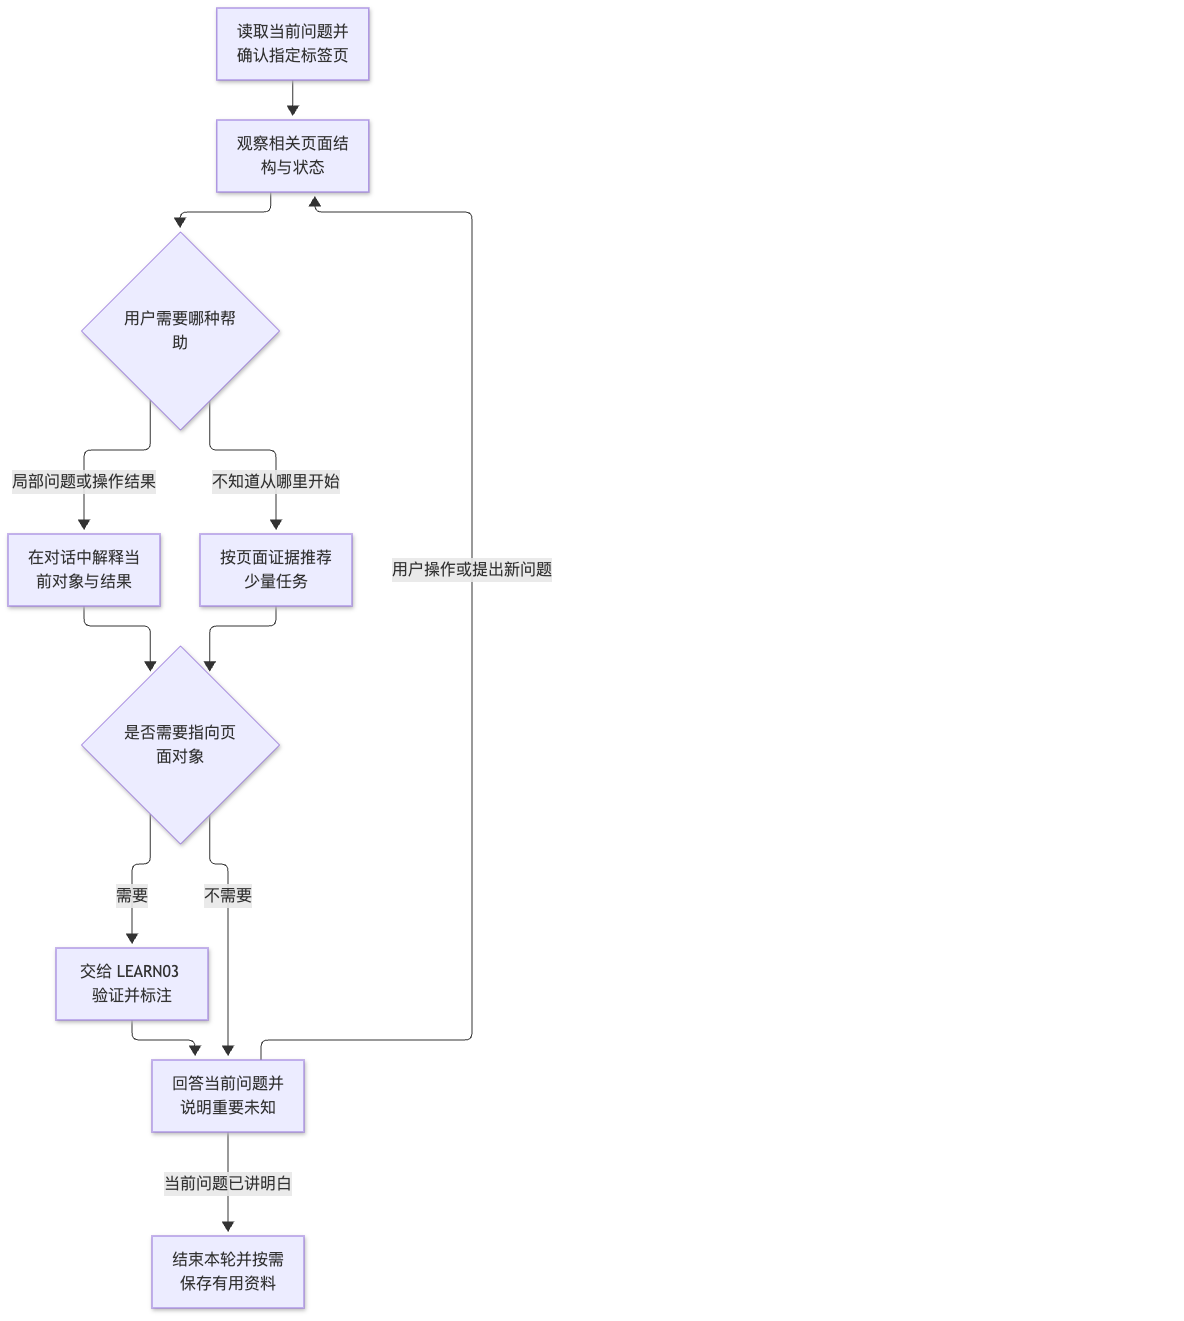 读取当前问题并
确认指定标签页
观察相关页面结
构与状态
用户需要哪种帮
助
局部问题或操作结果
不知道从哪里开始
在对话中解释当
前对象与结果
按页面证据推荐
少量任务
用户操作或提出新问题
是否需要指向页
面对象
需要
不需要
交给 LEARN03
验证并标注
回答当前问题并
说明重要未知
当前问题已讲明白
结束本轮并按需
保存有用资料